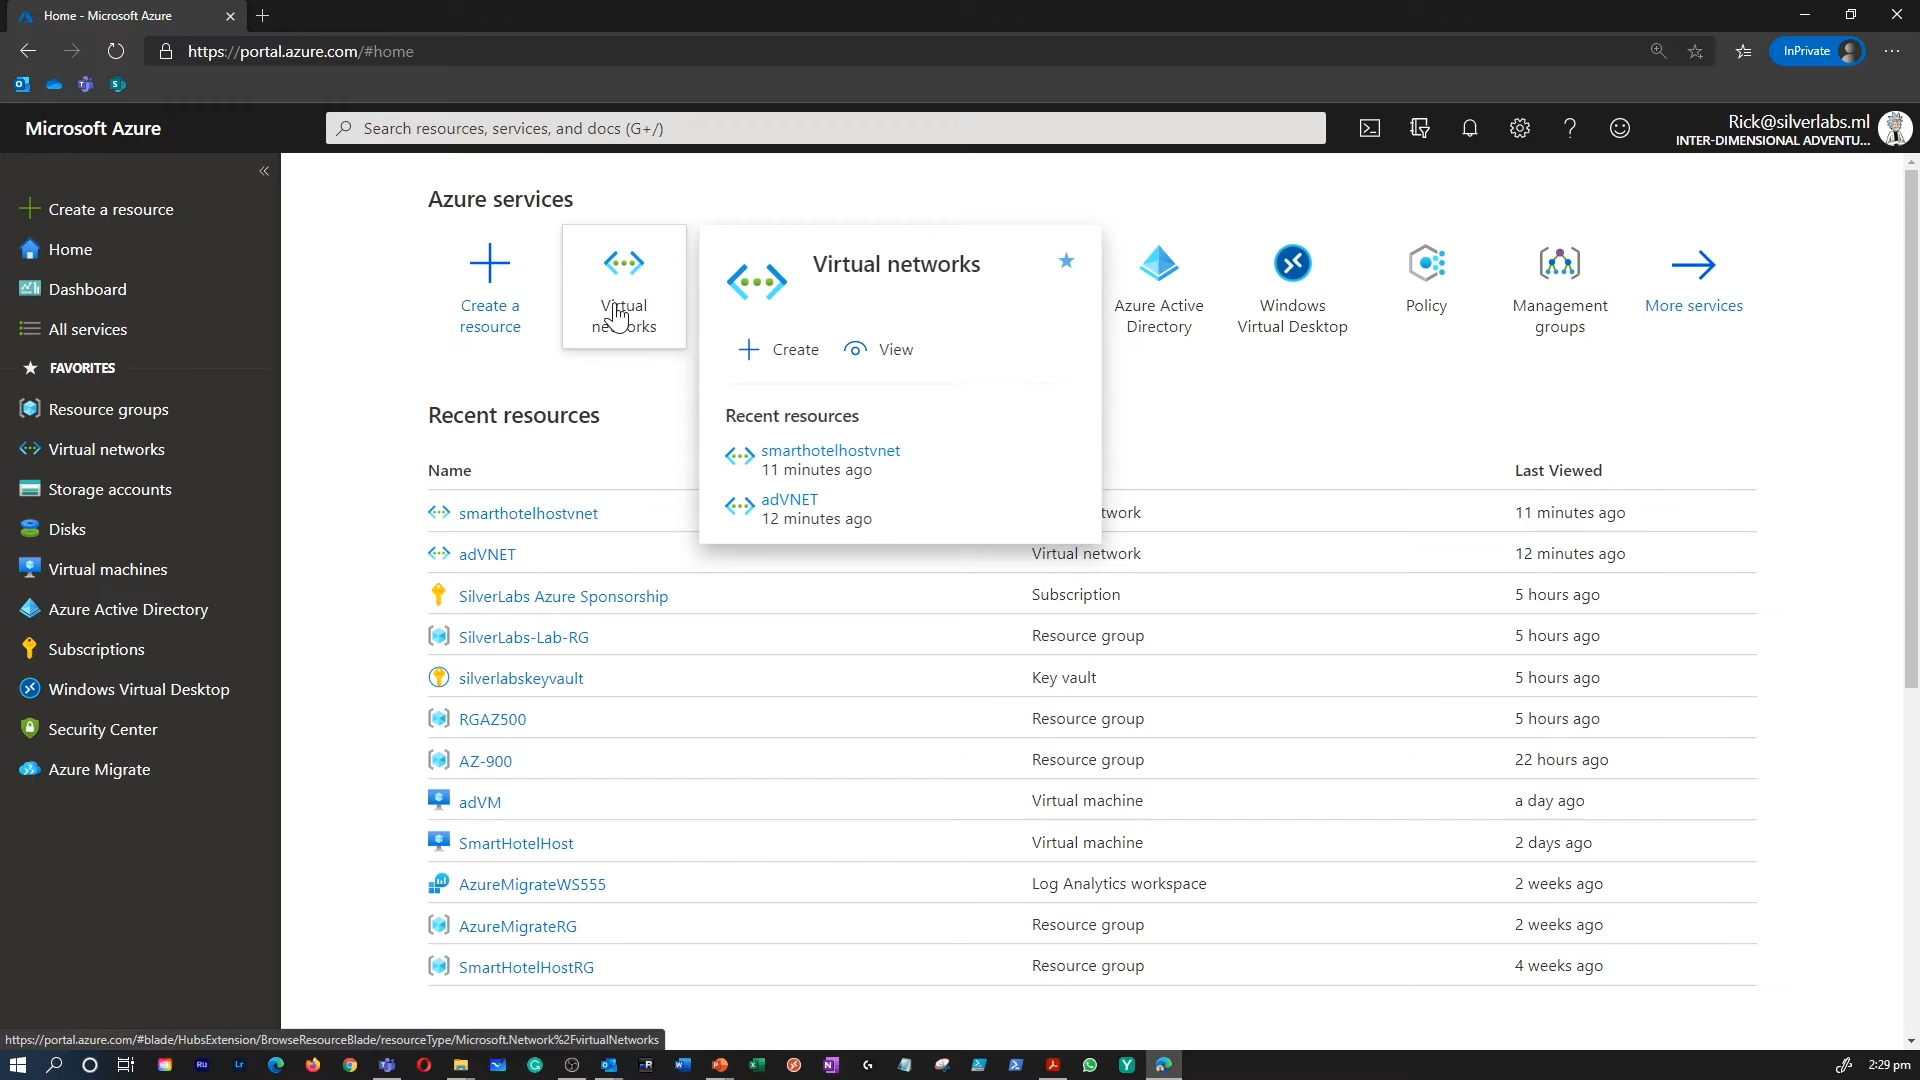 Home - Microsoft Azure
https://portal.azure.com/#home
InPrivate
Microsoft Azure
Search resources, services, and docs (G+/)
Rick@silverlabs.ml
INTER-DIMENSIONAL ADVENTU...
Create a resource
Home
Dashboard
All services
FAVORITES
Resource groups
Virtual networks
Storage accounts
Disks
Virtual machines
Azure Active Directory
Subscriptions
Windows Virtual Desktop
Security Center
Azure Migrate
Azure services
Create a
resource
Virtual
networks
Virtual networks
Create
View
Recent resources
smarthotelhostvnet
11 minutes ago
adVNET
12 minutes ago
Azure Active
Directory
Windows
Virtual Desktop
Policy
Management
groups
More services
Recent resources
Name
Last Viewed
smarthotelhostvnet twork 11 minutes ago
adVNET Virtual network 12 minutes ago
SilverLabs Azure Sponsorship Subscription 5 hours ago
SilverLabs-Lab-RG Resource group 5 hours ago
silverlabskeyvault Key vault 5 hours ago
RGAZ500 Resource group 5 hours ago
AZ-900 Resource group 22 hours ago
adVM Virtual machine a day ago
SmartHotelHost Virtual machine 2 days ago
AzureMigrateWS555 Log Analytics workspace 2 weeks ago
AzureMigrateRG Resource group 2 weeks ago
SmartHotelHostRG Resource group 4 weeks ago
https://portal.azure.com/#blade/HubsExtension/BrowseResourceBlade/resourceType/Microsoft.Network%2FvirtualNetworks
2:29 pm